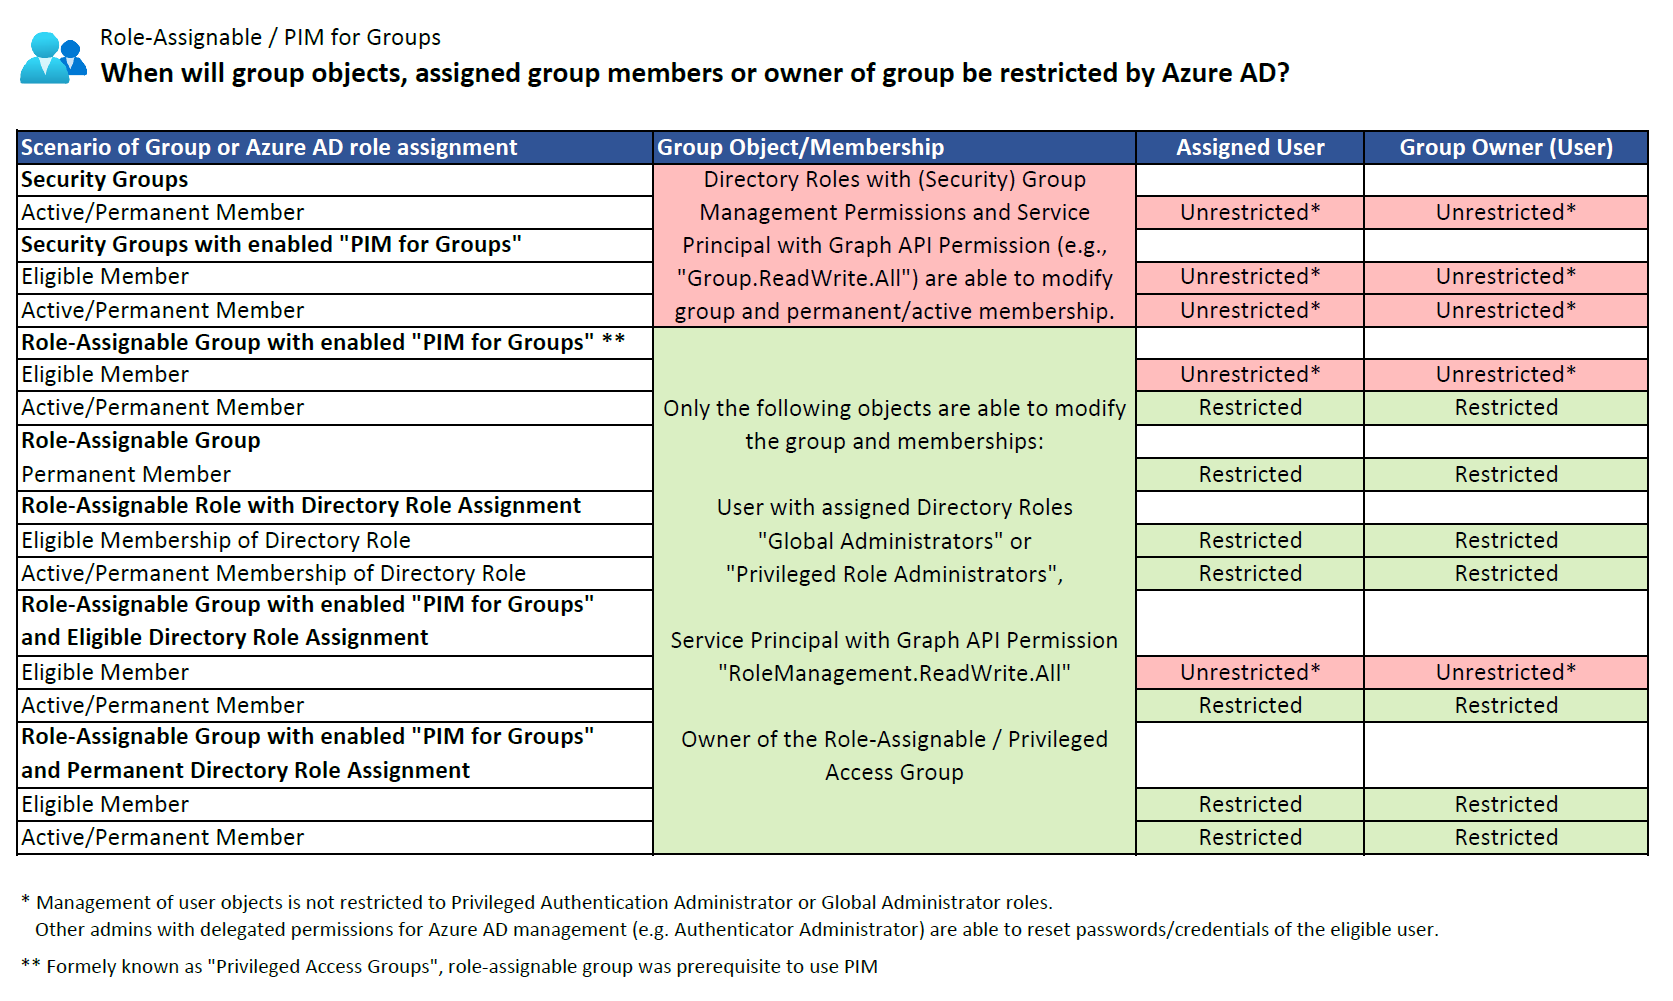 Role-Assignable / PIM for Groups
When will group objects, assigned group members or owner of group be restricted by Azure AD?
Scenario of Group or Azure AD role assignment
Group Object/Membership
Assigned User
Group Owner (User)
Security Groups
Active/Permanent Member
Unrestricted*
Unrestricted*
Security Groups with enabled "PIM for Groups"
Eligible Member
Unrestricted*
Unrestricted*
Active/Permanent Member
Unrestricted*
Unrestricted*
Directory Roles with (Security) Group
Management Permissions and Service
Principal with Graph API Permission (e.g.,
"Group.ReadWrite.All") are able to modify
group and permanent/active membership.
Role-Assignable Group with enabled "PIM for Groups" **
Eligible Member
Unrestricted*
Unrestricted*
Active/Permanent Member
Restricted
Restricted
Role-Assignable Group
Permanent Member
Restricted
Restricted
Role-Assignable Role with Directory Role Assignment
Eligible Membership of Directory Role
Restricted
Restricted
Active/Permanent Membership of Directory Role
Restricted
Restricted
Role-Assignable Group with enabled "PIM for Groups"
and Eligible Directory Role Assignment
Eligible Member
Unrestricted*
Unrestricted*
Active/Permanent Member
Restricted
Restricted
Role-Assignable Group with enabled "PIM for Groups"
and Permanent Directory Role Assignment
Eligible Member
Restricted
Restricted
Active/Permanent Member
Restricted
Restricted
Only the following objects are able to modify
the group and memberships:
User with assigned Directory Roles
"Global Administrators" or
"Privileged Role Administrators",
Service Principal with Graph API Permission
"RoleManagement.ReadWrite.All"
Owner of the Role-Assignable / Privileged
Access Group
* Management of user objects is not restricted to Privileged Authentication Administrator or Global Administrator roles.
Other admins with delegated permissions for Azure AD management (e.g. Authenticator Administrator) are able to reset passwords/credentials of the eligible user.
** Formely known as "Privileged Access Groups", role-assignable group was prerequisite to use PIM